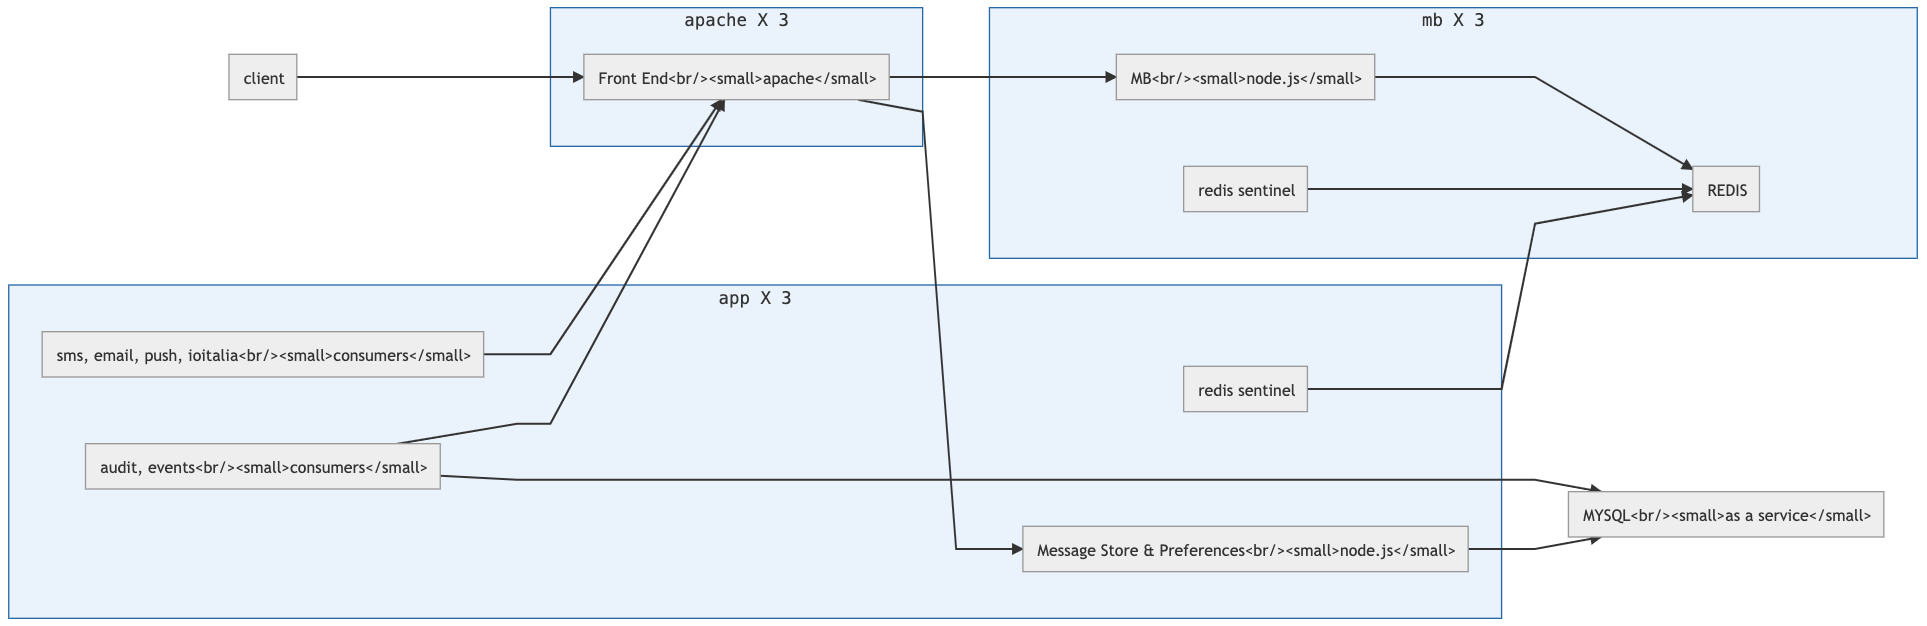 apache X 3
mb X 3
client
Front End<br/><small>apache</small>
MB<br/><small>node.js</small>
redis sentinel
REDIS
app X 3
sms, email, push, ioitalia<br/><small>consumers</small>
redis sentinel
audit, events<br/><small>consumers</small>
MYSQL<br/><small>as a service</small>
Message Store & Preferences<br/><small>node.js</small>